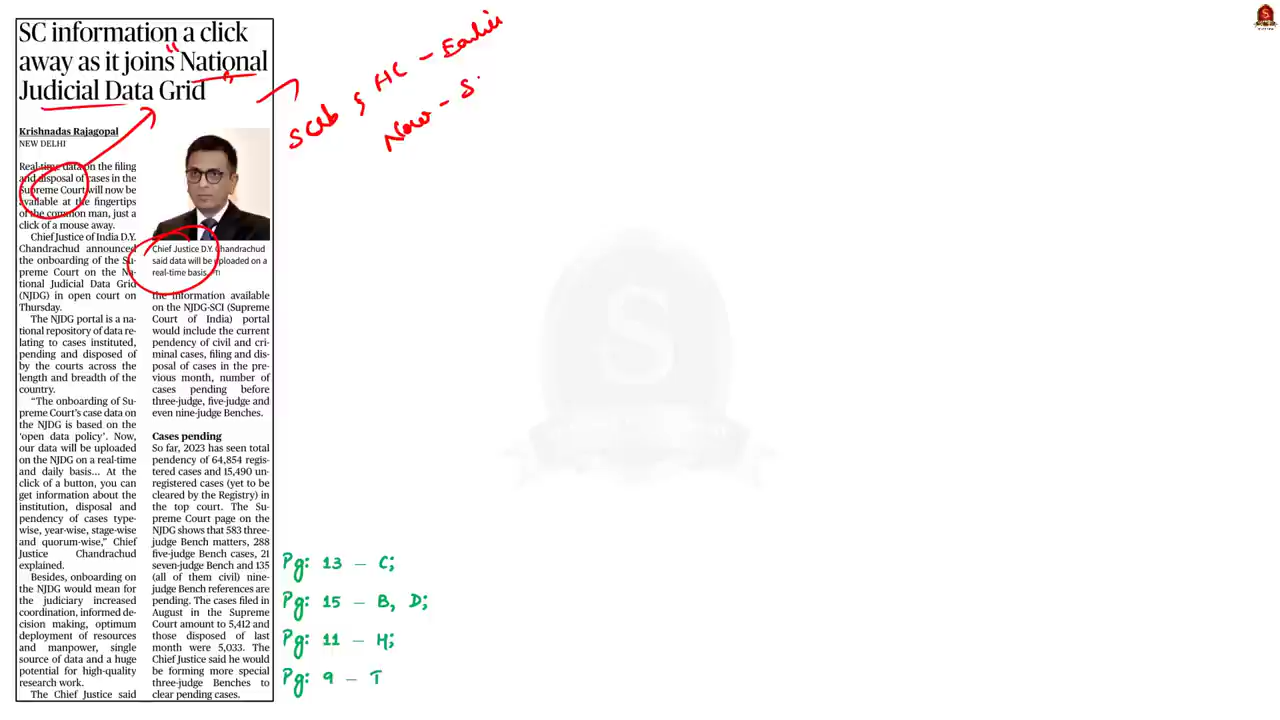 SC information a click
away as it joins "National
Judicial Data Grid"
Krishnadas Rajagopal
NEW DELHI
Real-time data on the filing
and disposal of cases in the
Supreme Court will now be
available at the fingertips
of the common man, just a
click of a mouse away.
Chief Justice of India D.Y.
Chandrachud announced
the onboarding of the Su-
preme Court on the Na-
tional Judicial Data Grid
(NJDG) in open court on
Thursday.
The NJDG portal is a na-
tional repository of data re-
lating to cases instituted,
pending and disposed of
by the courts across the
length and breadth of the
country.
“The onboarding of Su-
preme Court’s case data on
the NJDG is based on the
‘open data policy’. Now,
our data will be uploaded
on the NJDG on a real-time
and daily basis... At the
click of a button, you can
get information about the
institution, disposal and
pendency of cases type-
wise, year-wise, stage-wise
and quorum-wise,” Chief
Justice Chandrachud
explained.
Besides, onboarding on
the NJDG would mean for
the judiciary increased
coordination, informed de-
cision making, optimum
deployment of resources
and manpower, single
source of data and a huge
potential for high-quality
research work.
The Chief Justice said
Chief Justice D.Y. Chandrachud
said data will be uploaded on a
real-time basis.
the information available
on the NJDG-SCI (Supreme
Court of India) portal
would include the current
pendency of civil and cri-
minal cases, filing and dis-
posal of cases in the pre-
vious month, number of
cases pending before
three-judge, five-judge and
even nine-judge Benches.
Cases pending
So far, 2023 has seen total
pendency of 64,854 regis-
tered cases and 15,490 un-
registered cases (yet to be
cleared by the Registry) in
the top court. The Su-
preme Court page on the
NJDG shows that 583 three-
judge Bench matters, 288
five-judge Bench cases, 21
seven-judge Bench and 135
(all of them civil) nine-
judge Bench references are
pending. The cases filed in
August in the Supreme
Court amount to 5,412 and
those disposed of last
month were 5,033. The
Chief Justice said he would
be forming more special
three-judge Benches to
clear pending cases.
Sub & HC - Earlier
Now - S
Pg: 13 - C;
Pg: 15 - B, D;
Pg: 11 - H;
Pg: 9 - T
S